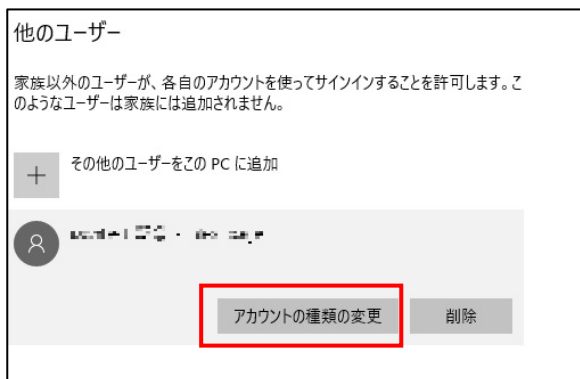 他のユーザー
家族以外のユーザーが、各自のアカウントを使ってサインインすることを許可します。こ
のようなユーザーは家族には追加されません。
その他のユーザーをこの PC に追加
アカウントの種類の変更
削除